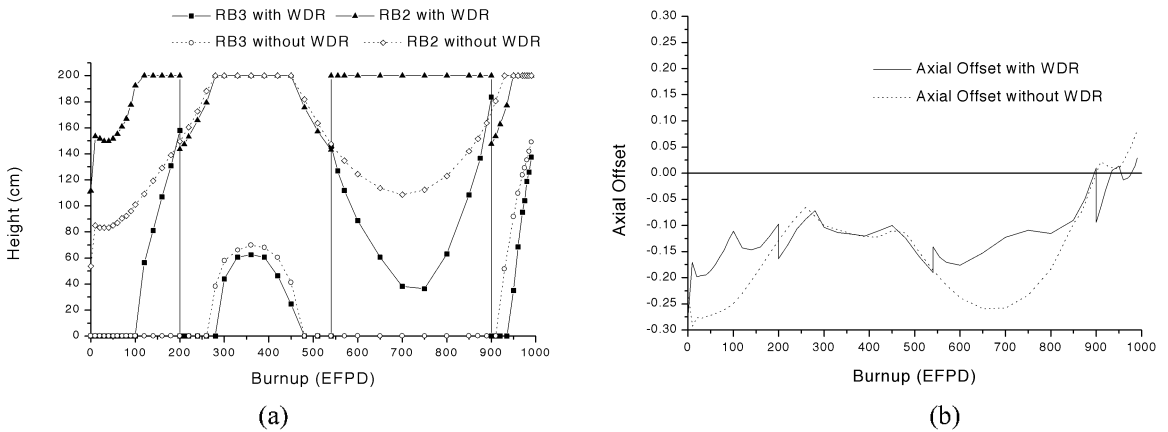 RB3 with WDR RB2 with WDR
RB3 without WDR RB2 without WDR
200
180
160
140
120
100
80
60
40
20
0
Height (cm)
0 100 200 300 400 500 600 700 800 900 1000
Burnup (EFPD)
(a)
0.30
0.25
0.20
0.15
0.10
0.05
0.00
-0.05
-0.10
-0.15
-0.20
-0.25
-0.30
Axial Offset
Axial Offset with WDR
Axial Offset without WDR
0 100 200 300 400 500 600 700 800 900 1000
Burnup (EFPD)
(b)